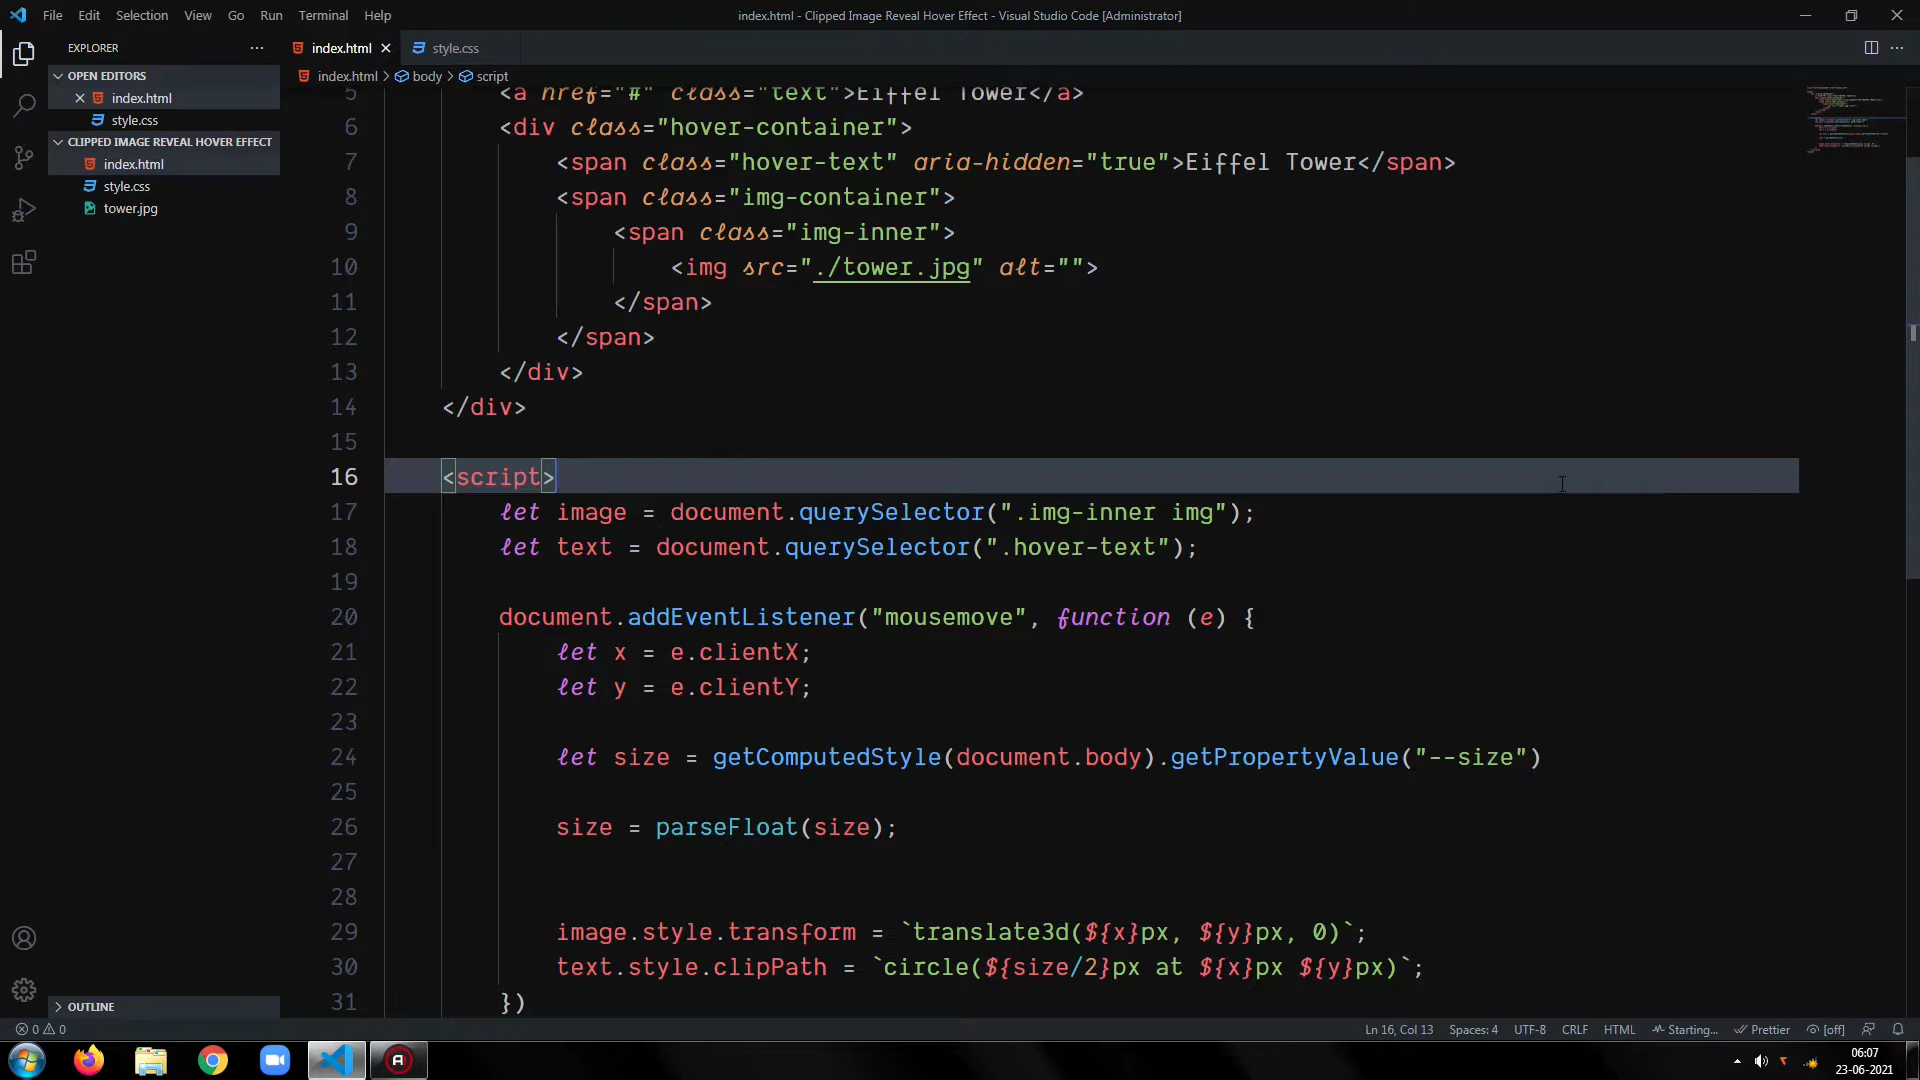 File Edit Selection View Go Run Terminal Help
index.html - Clipped Image Reveal Hover Effect - Visual Studio Code [Administrator]
EXPLORER
OPEN EDITORS
index.html
style.css
CLIPPED IMAGE REVEAL HOVER EFFECT
index.html
style.css
tower.jpg
OUTLINE
index.html
style.css
index.html > body > script
5 <a href="#" class="text">Eiffel Tower</a>
6 <div class="hover-container">
7 <span class="hover-text" aria-hidden="true">Eiffel Tower</span>
8 <span class="img-container">
9 <span class="img-inner">
10 <img src="./tower.jpg" alt="">
11 </span>
12 </span>
13 </div>
14 </div>
15
16 <script>
17 let image = document.querySelector(".img-inner img");
18 let text = document.querySelector(".hover-text");
19
20 document.addEventListener("mousemove", function (e) {
21 let x = e.clientX;
22 let y = e.clientY;
23
24 let size = getComputedStyle(document.body).getPropertyValue("--size")
25
26 size = parseFloat(size);
27
28
29 image.style.transform = `translate3d(${x}px, ${y}px, 0)`;
30 text.style.clipPath = `circle(${size/2}px at ${x}px ${y}px)`;
31 })
0 0
Ln 16, Col 13 Spaces: 4 UTF-8 CRLF HTML Starting... Prettier [off]
06:07
23-06-2021